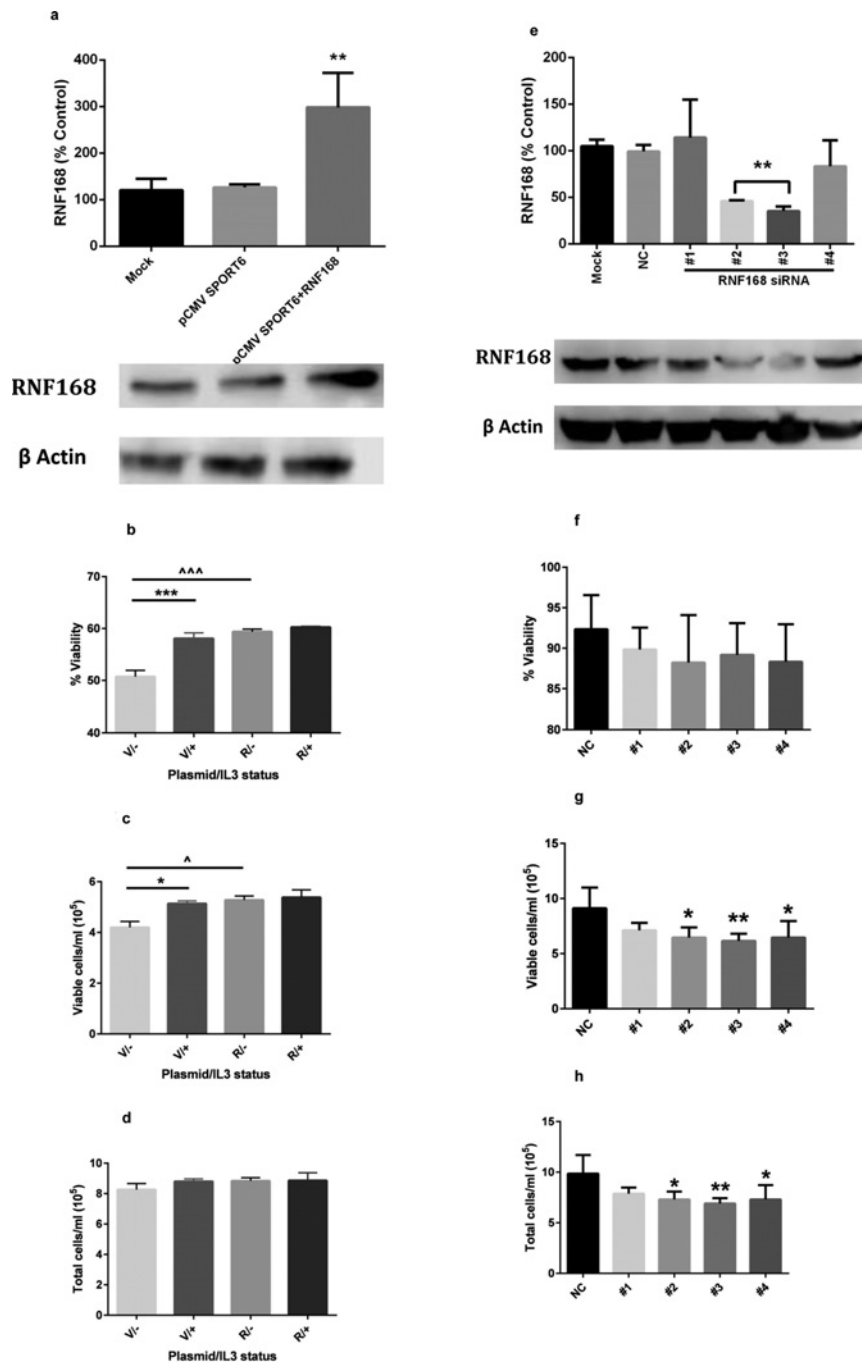 a
RNF168 (% Control)
400
300
200
100
0
**
Mock
pCMV SPORT6
pCMV SPORT6+RNF168
RNF168
β Actin
b
% Viability
70
60
50
40
^^^
***
V/-
V/+
R/-
R/+
Plasmid/IL3 status
c
Viable cells/ml (10⁵)
6
4
2
0
^
*
V/-
V/+
R/-
R/+
Plasmid/IL3 status
d
Total cells/ml (10⁵)
10
8
6
4
2
0
V/-
V/+
R/-
R/+
Plasmid/IL3 status
e
RNF168 (% Control)
200
150
100
50
0
**
Mock
NC
#1
#2
#3
#4
RNF168 siRNA
RNF168
β Actin
f
% Viability
100
95
90
85
80
NC
#1
#2
#3
#4
g
Viable cells/ml (10⁵)
15
10
5
0
*
**
*
NC
#1
#2
#3
#4
h
Total cells/ml (10⁵)
15
10
5
0
*
**
*
NC
#1
#2
#3
#4